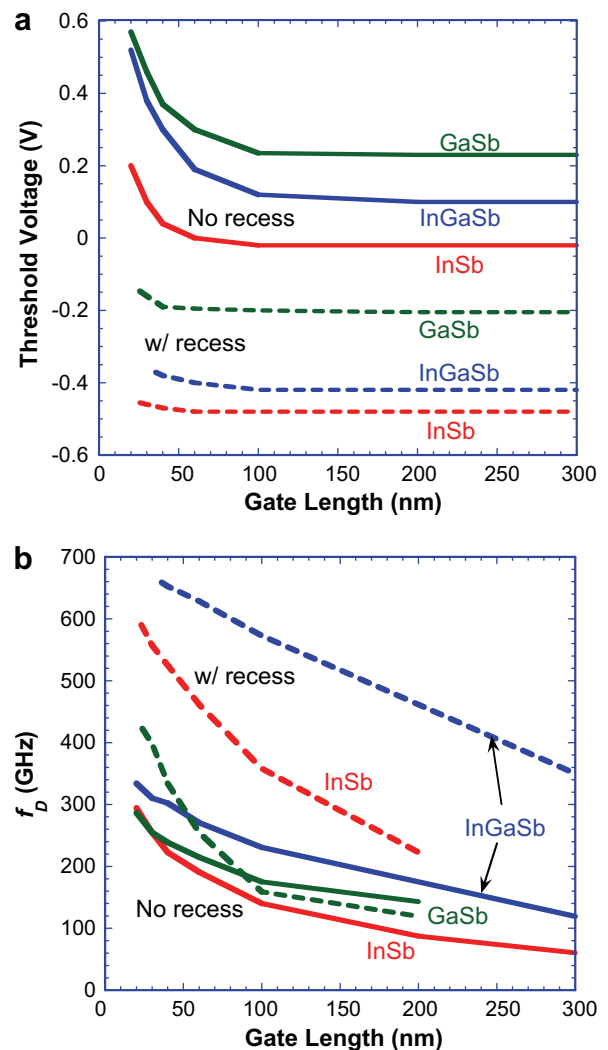 a
0.6
0.4
0.2
0
-0.2
-0.4
-0.6
Threshold Voltage (V)
GaSb
No recess
InGaSb
InSb
GaSb
w/ recess
InGaSb
InSb
0 50 100 150 200 250 300
Gate Length (nm)
b
700
600
500
400
300
200
100
0
f_D (GHz)
w/ recess
InSb
InGaSb
No recess
GaSb
InSb
0 50 100 150 200 250 300
Gate Length (nm)